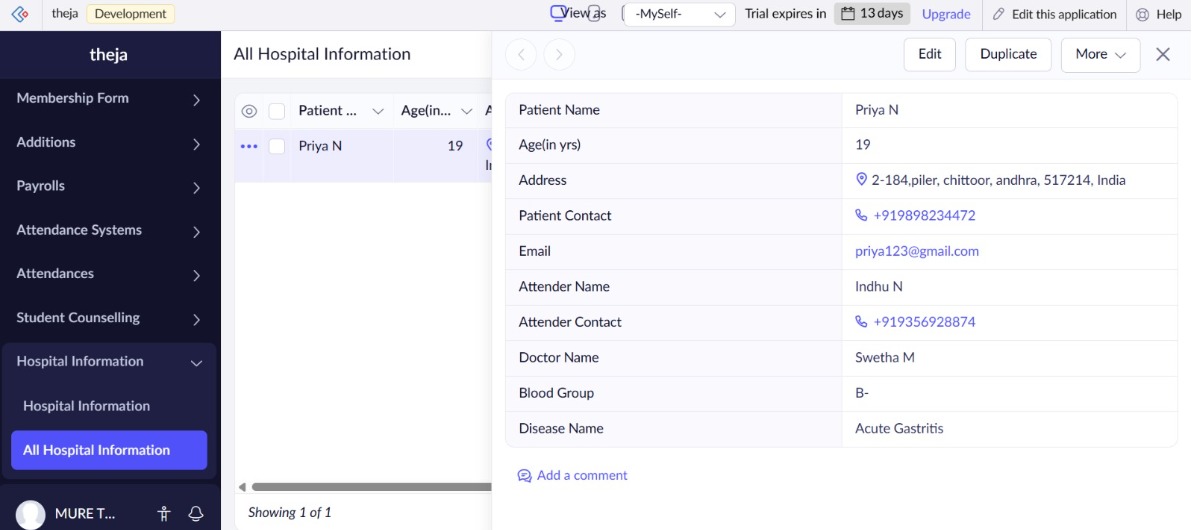 theja Development View as -MySelf- Trial expires in 13 days Upgrade Edit this application Help
theja
Membership Form
Additions
Payrolls
Attendance Systems
Attendances
Student Counselling
Hospital Information
Hospital Information
All Hospital Information
MURE T...
All Hospital Information
Patient ... Age(in... A
Priya N 19
Showing 1 of 1
Edit Duplicate More
Patient Name Priya N
Age(in yrs) 19
Address 2-184,piler, chittoor, andhra, 517214, India
Patient Contact +919898234472
Email priya123@gmail.com
Attender Name Indhu N
Attender Contact +919356928874
Doctor Name Swetha M
Blood Group B-
Disease Name Acute Gastritis
Add a comment